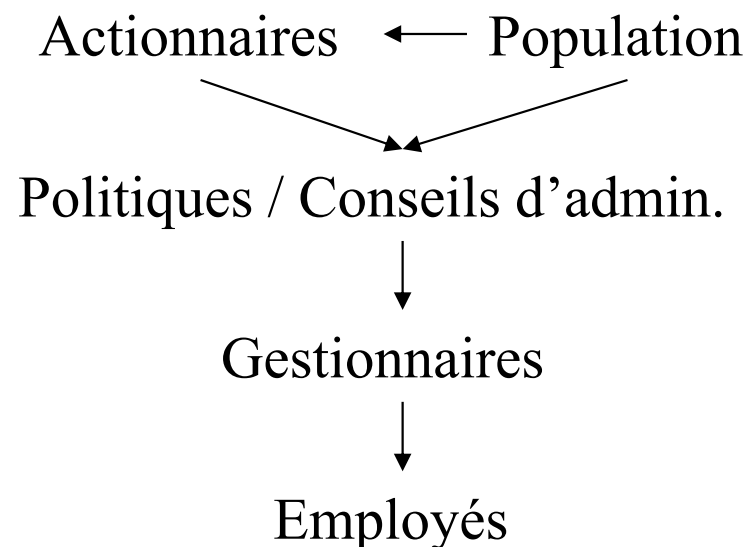 Actionnaires Population
Politiques / Conseils d’admin.
Gestionnaires
Employés